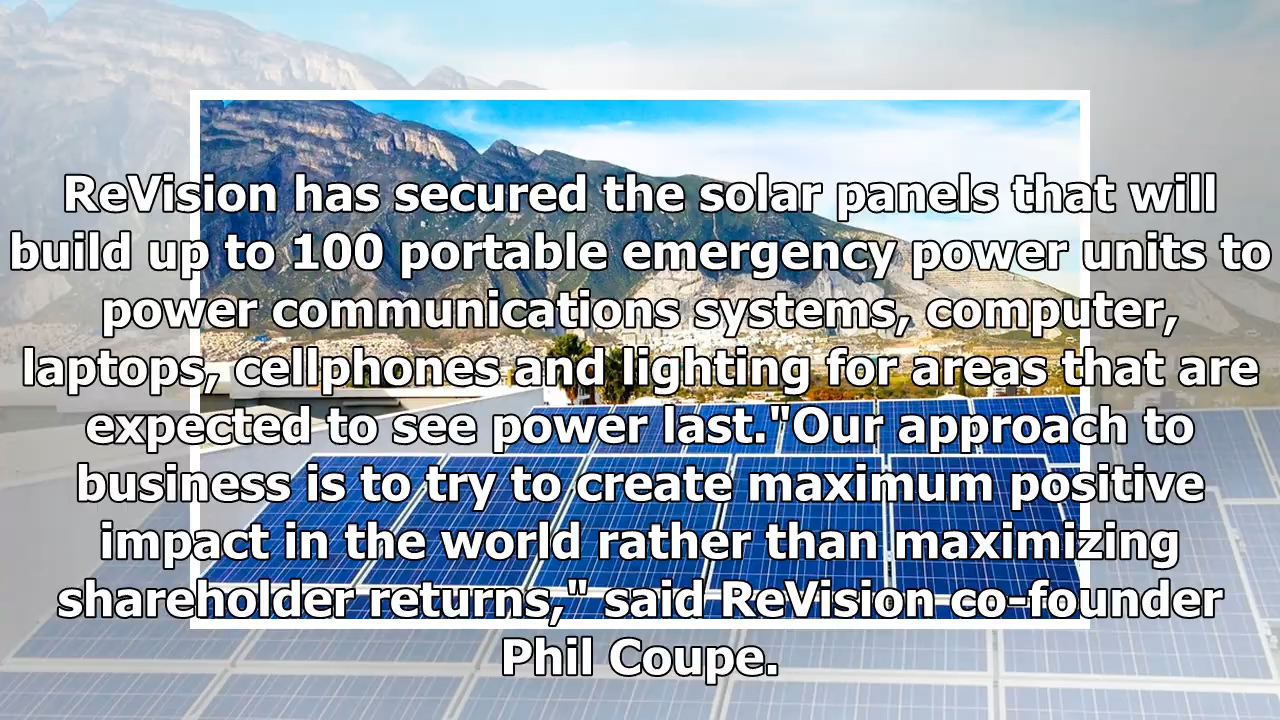 ReVision has secured the solar panels that will
build up to 100 portable emergency power units to
power communications systems, computer,
laptops, cellphones and lighting for areas that are
expected to see power last."Our approach to
business is to try to create maximum positive
impact in the world rather than maximizing
shareholder returns," said ReVision co-founder
Phil Coupe.